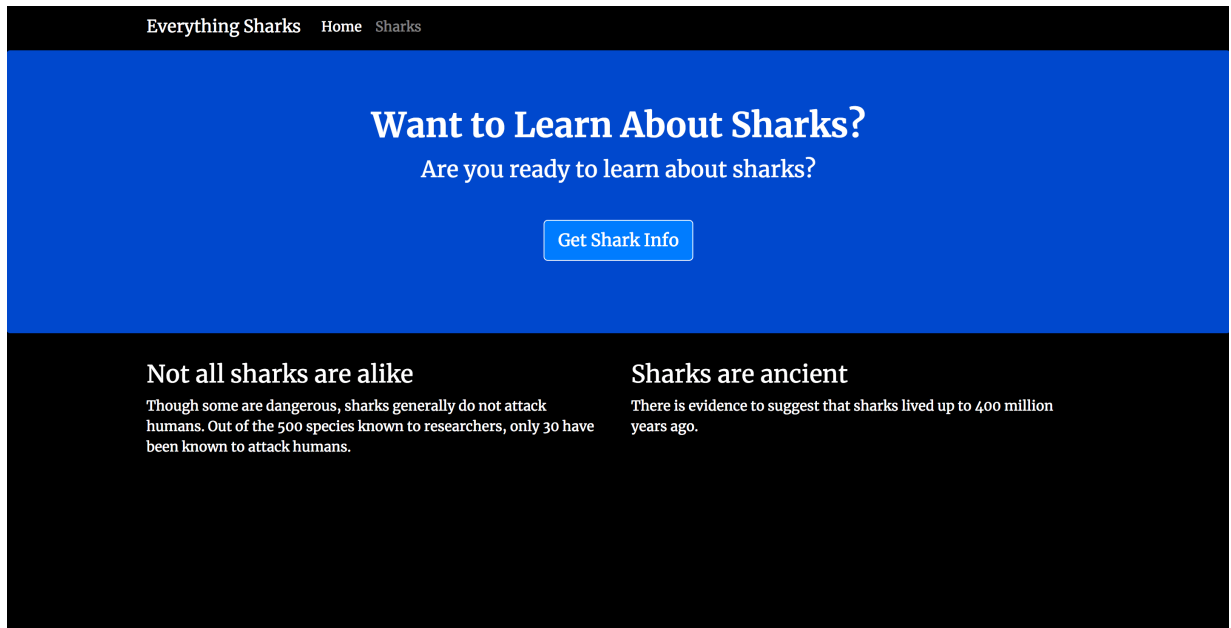 Everything Sharks Home Sharks
Want to Learn About Sharks?
Are you ready to learn about sharks?
Get Shark Info
Not all sharks are alike
Though some are dangerous, sharks generally do not attack
humans. Out of the 500 species known to researchers, only 30 have
been known to attack humans.
Sharks are ancient
There is evidence to suggest that sharks lived up to 400 million
years ago.